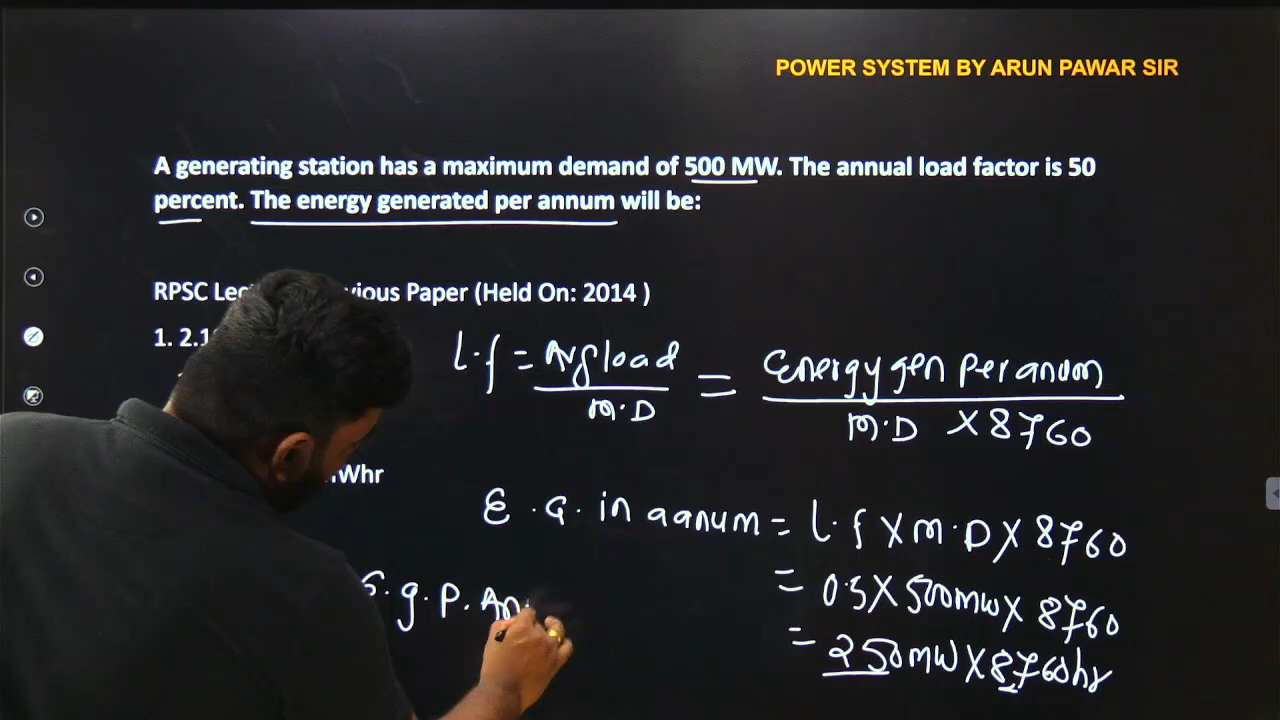 POWER SYSTEM BY ARUN PAWAR SIR
A generating station has a maximum demand of 500 MW. The annual load factor is 50
percent. The energy generated per annum will be:
RPSC Lec vious Paper (Held On: 2014 )
1. 2.1
l.f = Avg load / M.D = Energy gen per anum / M.D × 8760
Whr
E.G. in aanum = l.f × M.D × 8760
= 0.5 × 500mw × 8760
= 250MW × 8760hr
g. P. An